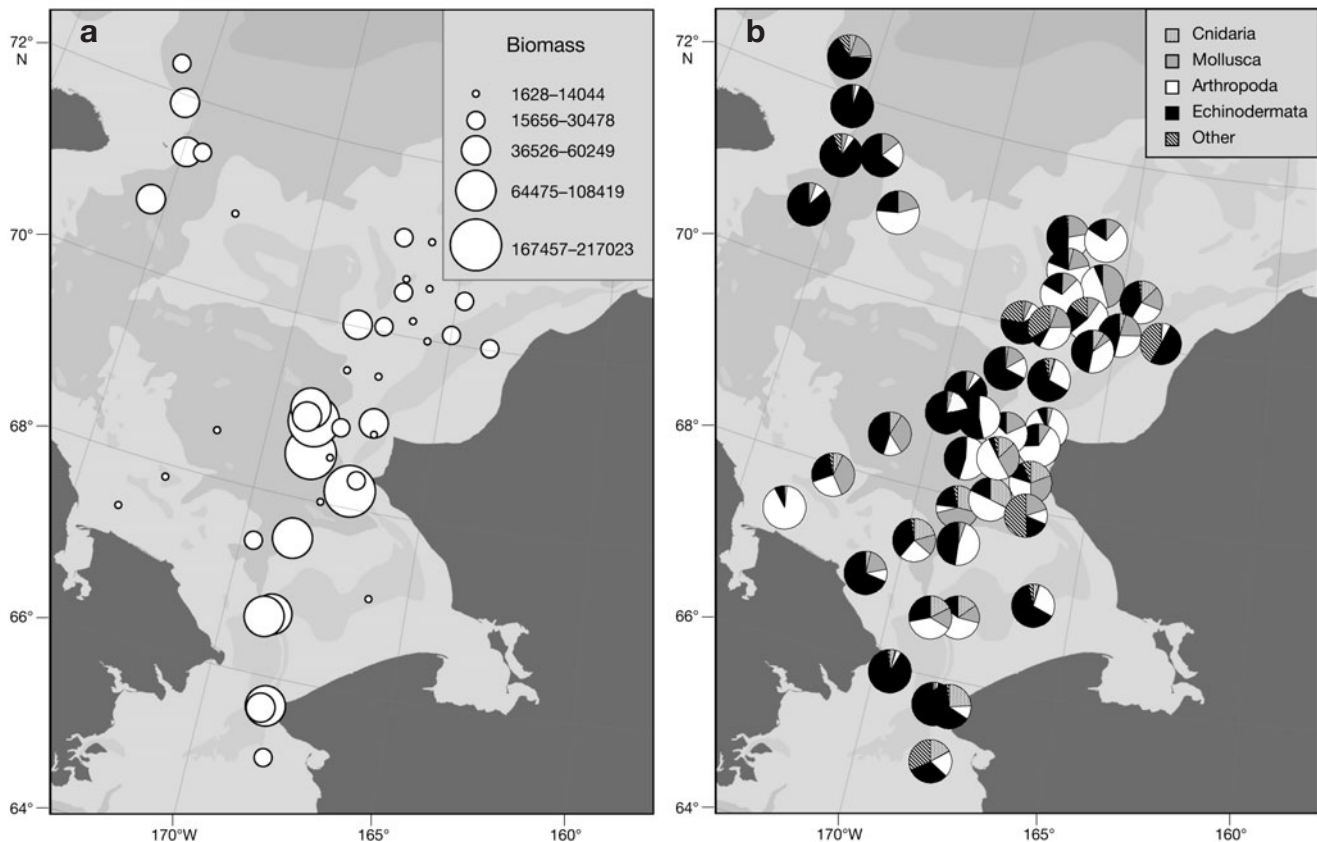 a
Biomass
1628–14044
15656–30478
36526–60249
64475–108419
167457–217023
72°
N
70°
68°
66°
64°
170°W
165°
160°
b
Cnidaria
Mollusca
Arthropoda
Echinodermata
Other
72°
N
70°
68°
66°
64°
170°W
165°
160°